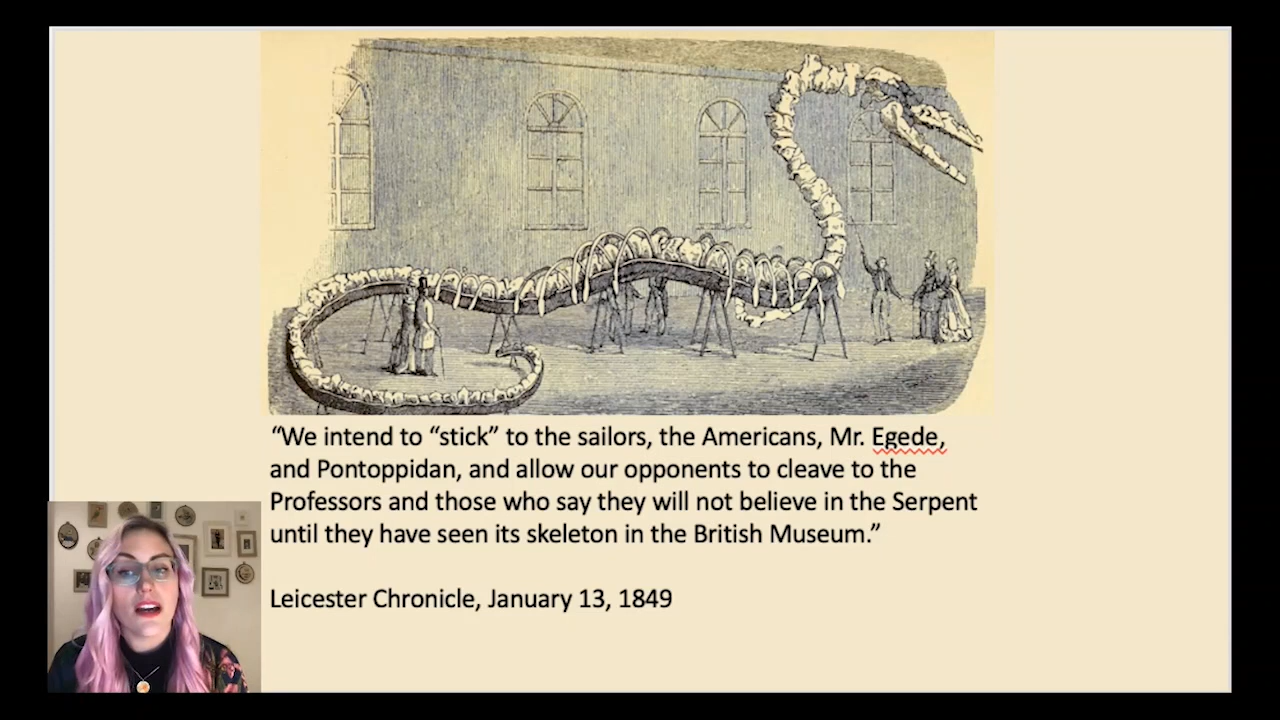 “We intend to “stick” to the sailors, the Americans, Mr. Egede,
and Pontoppidan, and allow our opponents to cleave to the
Professors and those who say they will not believe in the Serpent
until they have seen its skeleton in the British Museum.”
Leicester Chronicle, January 13, 1849